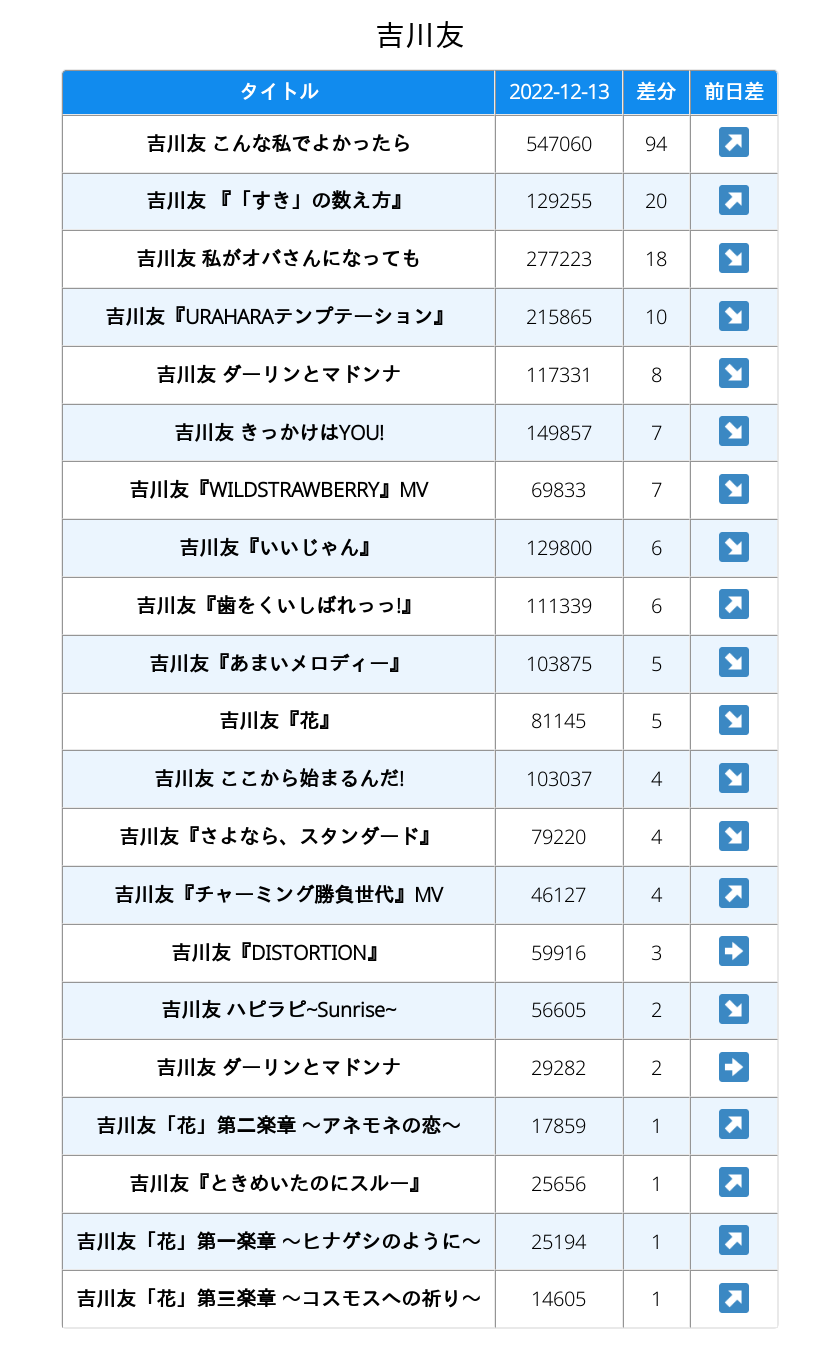 吉川友
タイトル 2022-12-13 差分 前日差
吉川友 こんな私でよかったら 547060 94 ↗
吉川友 『「すき」の数え方』 129255 20 ↗
吉川友 私がオバさんになっても 277223 18 ↘
吉川友『URAHARAテンプテーション』 215865 10 ↘
吉川友 ダーリンとマドンナ 117331 8 ↘
吉川友 きっかけはYOU! 149857 7 ↘
吉川友『WILDSTRAWBERRY』MV 69833 7 ↘
吉川友『いいじゃん』 129800 6 ↘
吉川友『歯をくいしばれっっ!』 111339 6 ↗
吉川友『あまいメロディー』 103875 5 ↘
吉川友『花』 81145 5 ↘
吉川友 ここから始まるんだ! 103037 4 ↘
吉川友『さよなら、スタンダード』 79220 4 ↘
吉川友『チャーミング勝負世代』MV 46127 4 ↗
吉川友『DISTORTION』 59916 3 →
吉川友 ハピラピ~Sunrise~ 56605 2 ↘
吉川友 ダーリンとマドンナ 29282 2 →
吉川友「花」第二楽章 〜アネモネの恋〜 17859 1 ↗
吉川友『ときめいたのにスルー』 25656 1 ↗
吉川友「花」第一楽章 〜ヒナゲシのように〜 25194 1 ↗
吉川友「花」第三楽章 〜コスモスへの祈り〜 14605 1 ↗